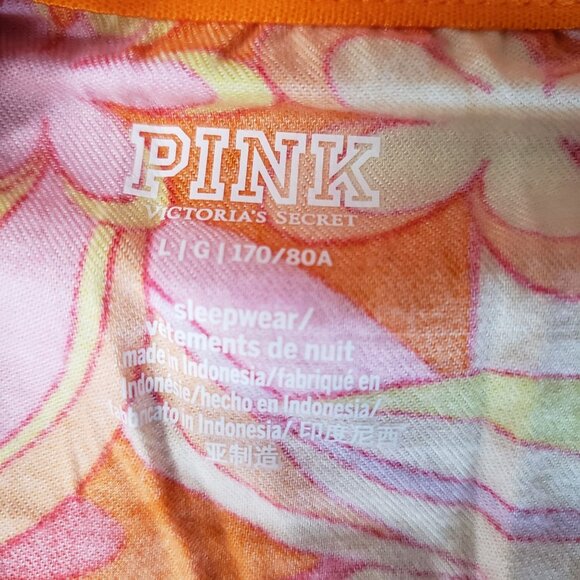 PINK
VICTORIA'S SECRET
L | G | 170/80A
sleepwear/
vêtements de nuit
made in Indonesia/fabriqué en
Indonésie/hecho en Indonesia/
fabbricato in Indonesia/ 印度尼西
亚制造